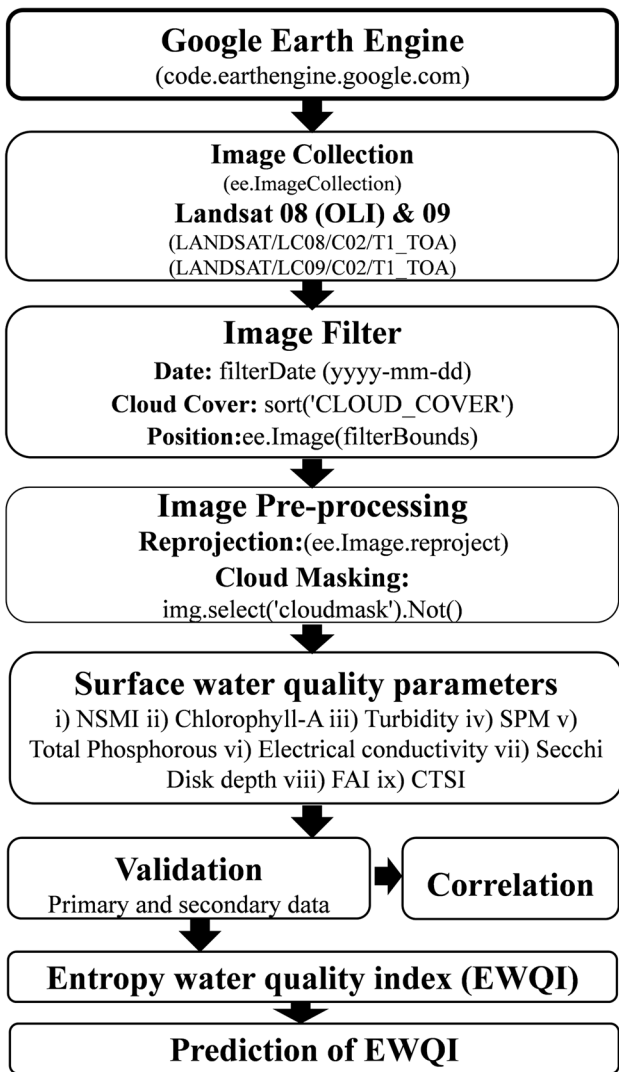 Google Earth Engine
(code.earthengine.google.com)
Image Collection
(ee.ImageCollection)
Landsat 08 (OLI) & 09
(LANDSAT/LC08/C02/T1_TOA)
(LANDSAT/LC09/C02/T1_TOA)
Image Filter
Date: filterDate (yyyy-mm-dd)
Cloud Cover: sort('CLOUD_COVER')
Position:ee.Image(filterBounds)
Image Pre-processing
Reprojection:(ee.Image.reproject)
Cloud Masking:
img.select('cloudmask').Not()
Surface water quality parameters
i) NSMI ii) Chlorophyll-A iii) Turbidity iv) SPM v)
Total Phosphorous vi) Electrical conductivity vii) Secchi
Disk depth viii) FAI ix) CTSI
Validation
Primary and secondary data
Correlation
Entropy water quality index (EWQI)
Prediction of EWQI